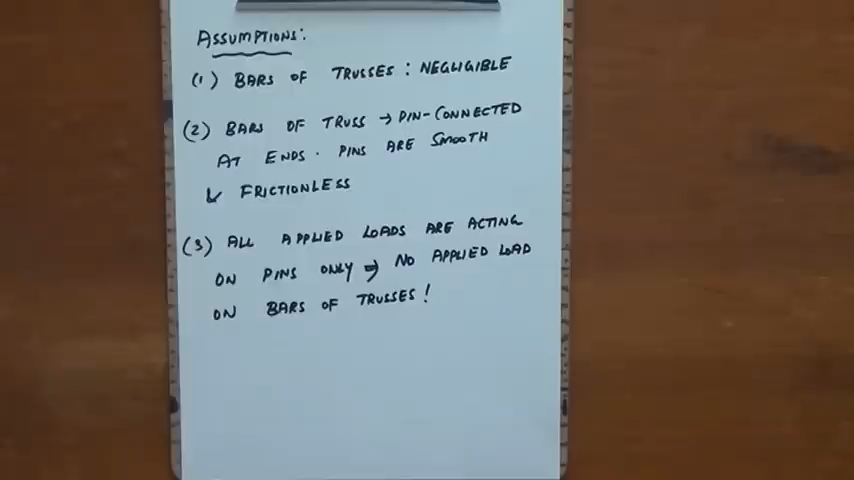 ASSUMPTIONS:
(1) BARS OF TRUSSES : NEGLIGIBLE
(2) BARS OF TRUSS → PIN-CONNECTED
AT ENDS. PINS ARE SMOOTH
& FRICTIONLESS
(3) ALL APPLIED LOADS ARE ACTING
ON PINS ONLY ⇒ NO APPLIED LOAD
ON BARS OF TRUSSES!